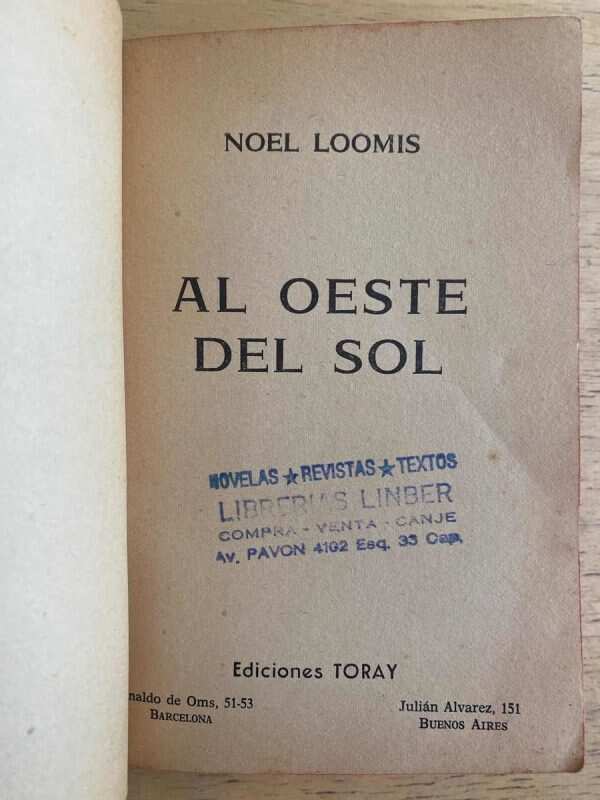 NOEL LOOMIS
AL OESTE
DEL SOL
NOVELAS ★ REVISTAS ★ TEXTOS
LIBRERIAS LINBER
COMPRA - VENTA - CANJE
Av. PAVON 4102 Esq. 33 Cap.
Ediciones TORAY
naldo de Oms, 51-53
BARCELONA
Julián Alvarez, 151
BUENOS AIRES